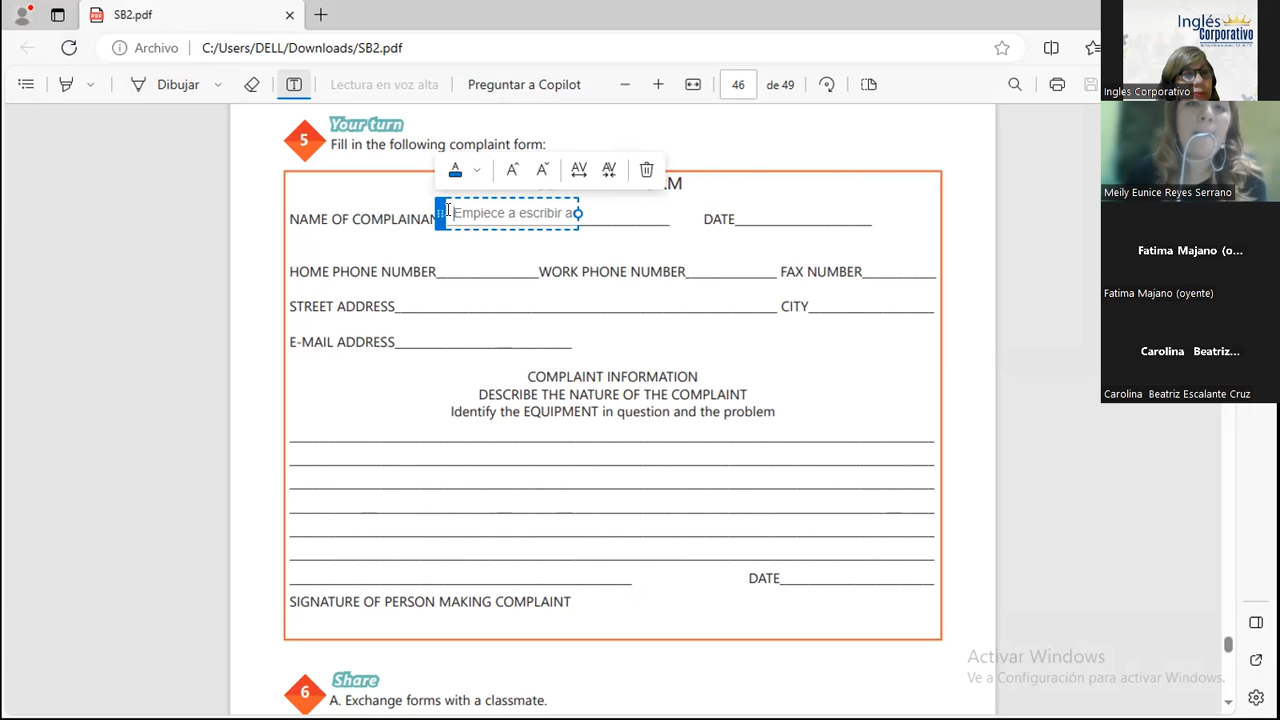 SB2.pdf
Archivo C:/Users/DELL/Downloads/SB2.pdf
Dibujar Lectura en voz alta Preguntar a Copilot 46 de 49
Inglés
Corporativo
Ingles Corporativo
Meily Eunice Reyes Serrano
Fatima Majano (o...
Fatima Majano (oyente)
Carolina Beatriz...
Carolina Beatriz Escalante Cruz
5 Your turn
Fill in the following complaint form:
NAME OF COMPLAINAN Empiece a escribir a DATE
HOME PHONE NUMBER WORK PHONE NUMBER FAX NUMBER
STREET ADDRESS CITY
E-MAIL ADDRESS
COMPLAINT INFORMATION
DESCRIBE THE NATURE OF THE COMPLAINT
Identify the EQUIPMENT in question and the problem
DATE
SIGNATURE OF PERSON MAKING COMPLAINT
6 Share
A. Exchange forms with a classmate.
Activar Windows
Ve a Configuración para activar Windows.